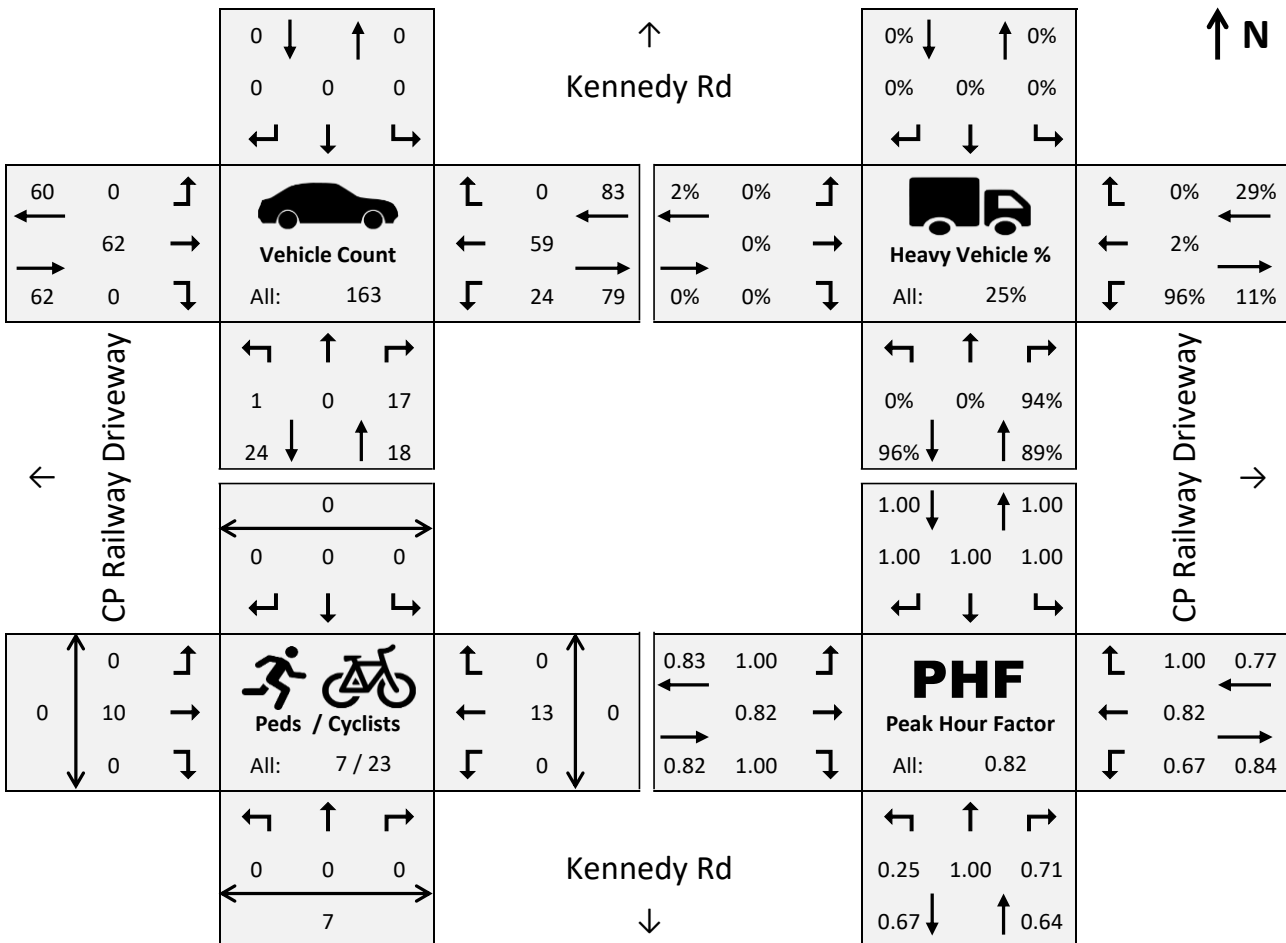 0 0 0% 0% N
Kennedy Rd
0 0 0 0% 0% 0%
60 0 0 83 2% 0% 0% 29%
62 59 0% 2%
Vehicle Count Heavy Vehicle %
62 0 All: 163 24 79 0% 0% All: 25% 96% 11%
CP Railway Driveway
CP Railway Driveway
1 0 17 0% 0% 94%
24 18 96% 89%
0 1.00 1.00
0 0 0 1.00 1.00 1.00
0 0 0.83 1.00 PHF 1.00 0.77
0 10 Peds / Cyclists 13 0 0.82 Peak Hour Factor 0.82
0 All: 7 / 23 0 0.82 1.00 All: 0.82 0.67 0.84
0 0 0 Kennedy Rd 0.25 1.00 0.71
7 0.67 0.64